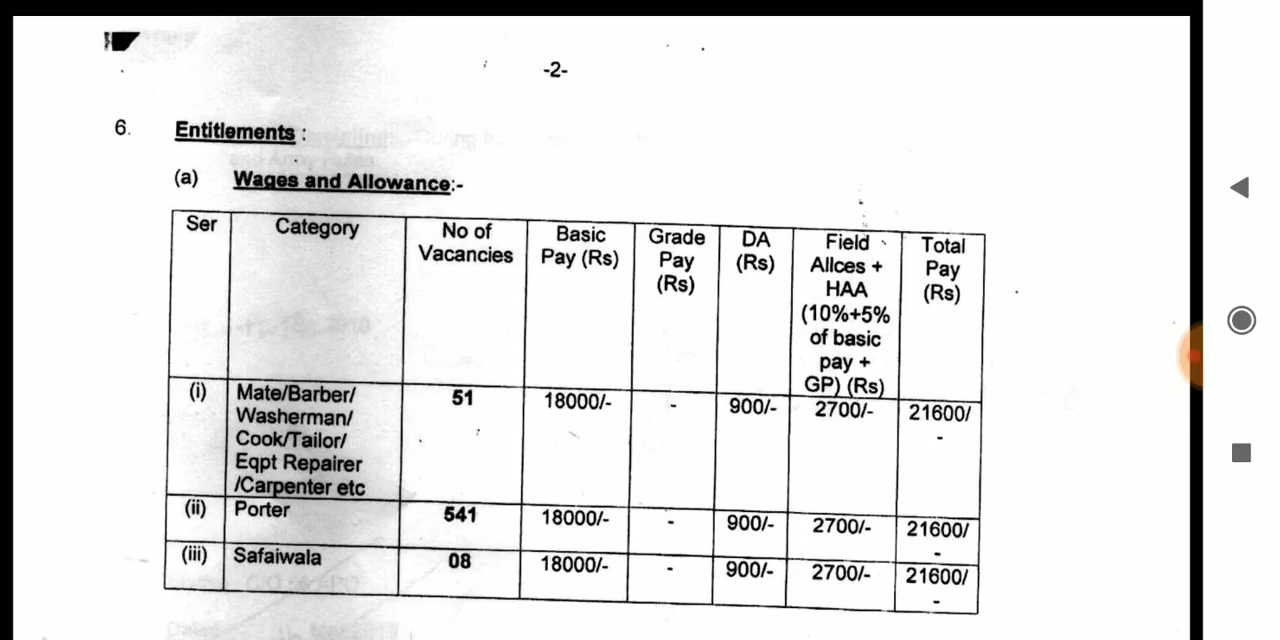 -2-
6. Entitlements :
(a) Wages and Allowance:-
Ser Category No of Vacancies Basic Pay (Rs) Grade Pay (Rs) DA (Rs) Field Allces + HAA (10%+5% of basic pay + GP) (Rs) Total Pay (Rs)
(i) Mate/Barber/ Washerman/ Cook/Tailor/ Eqpt Repairer /Carpenter etc 51 18000/- - 900/- 2700/- 21600/ -
(ii) Porter 541 18000/- - 900/- 2700/- 21600/ -
(iii) Safaiwala 08 18000/- - 900/- 2700/- 21600/ -